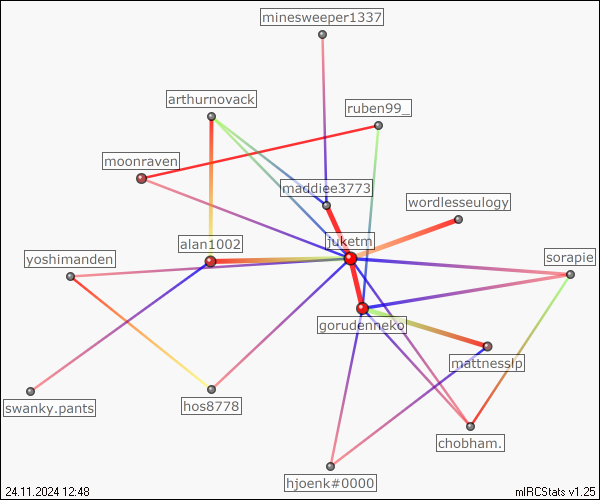 minesweeper1337
arthurnovack
ruben99_
moonraven
maddiee3773
wordlesseulogy
juketm
alan1002
yoshimanden
sorapie
gorudenneko
mattnesslp
swanky.pants
hos8778
chobham.
hjoenk#0000
24.11.2024 12:48
mIRCStats v1.25